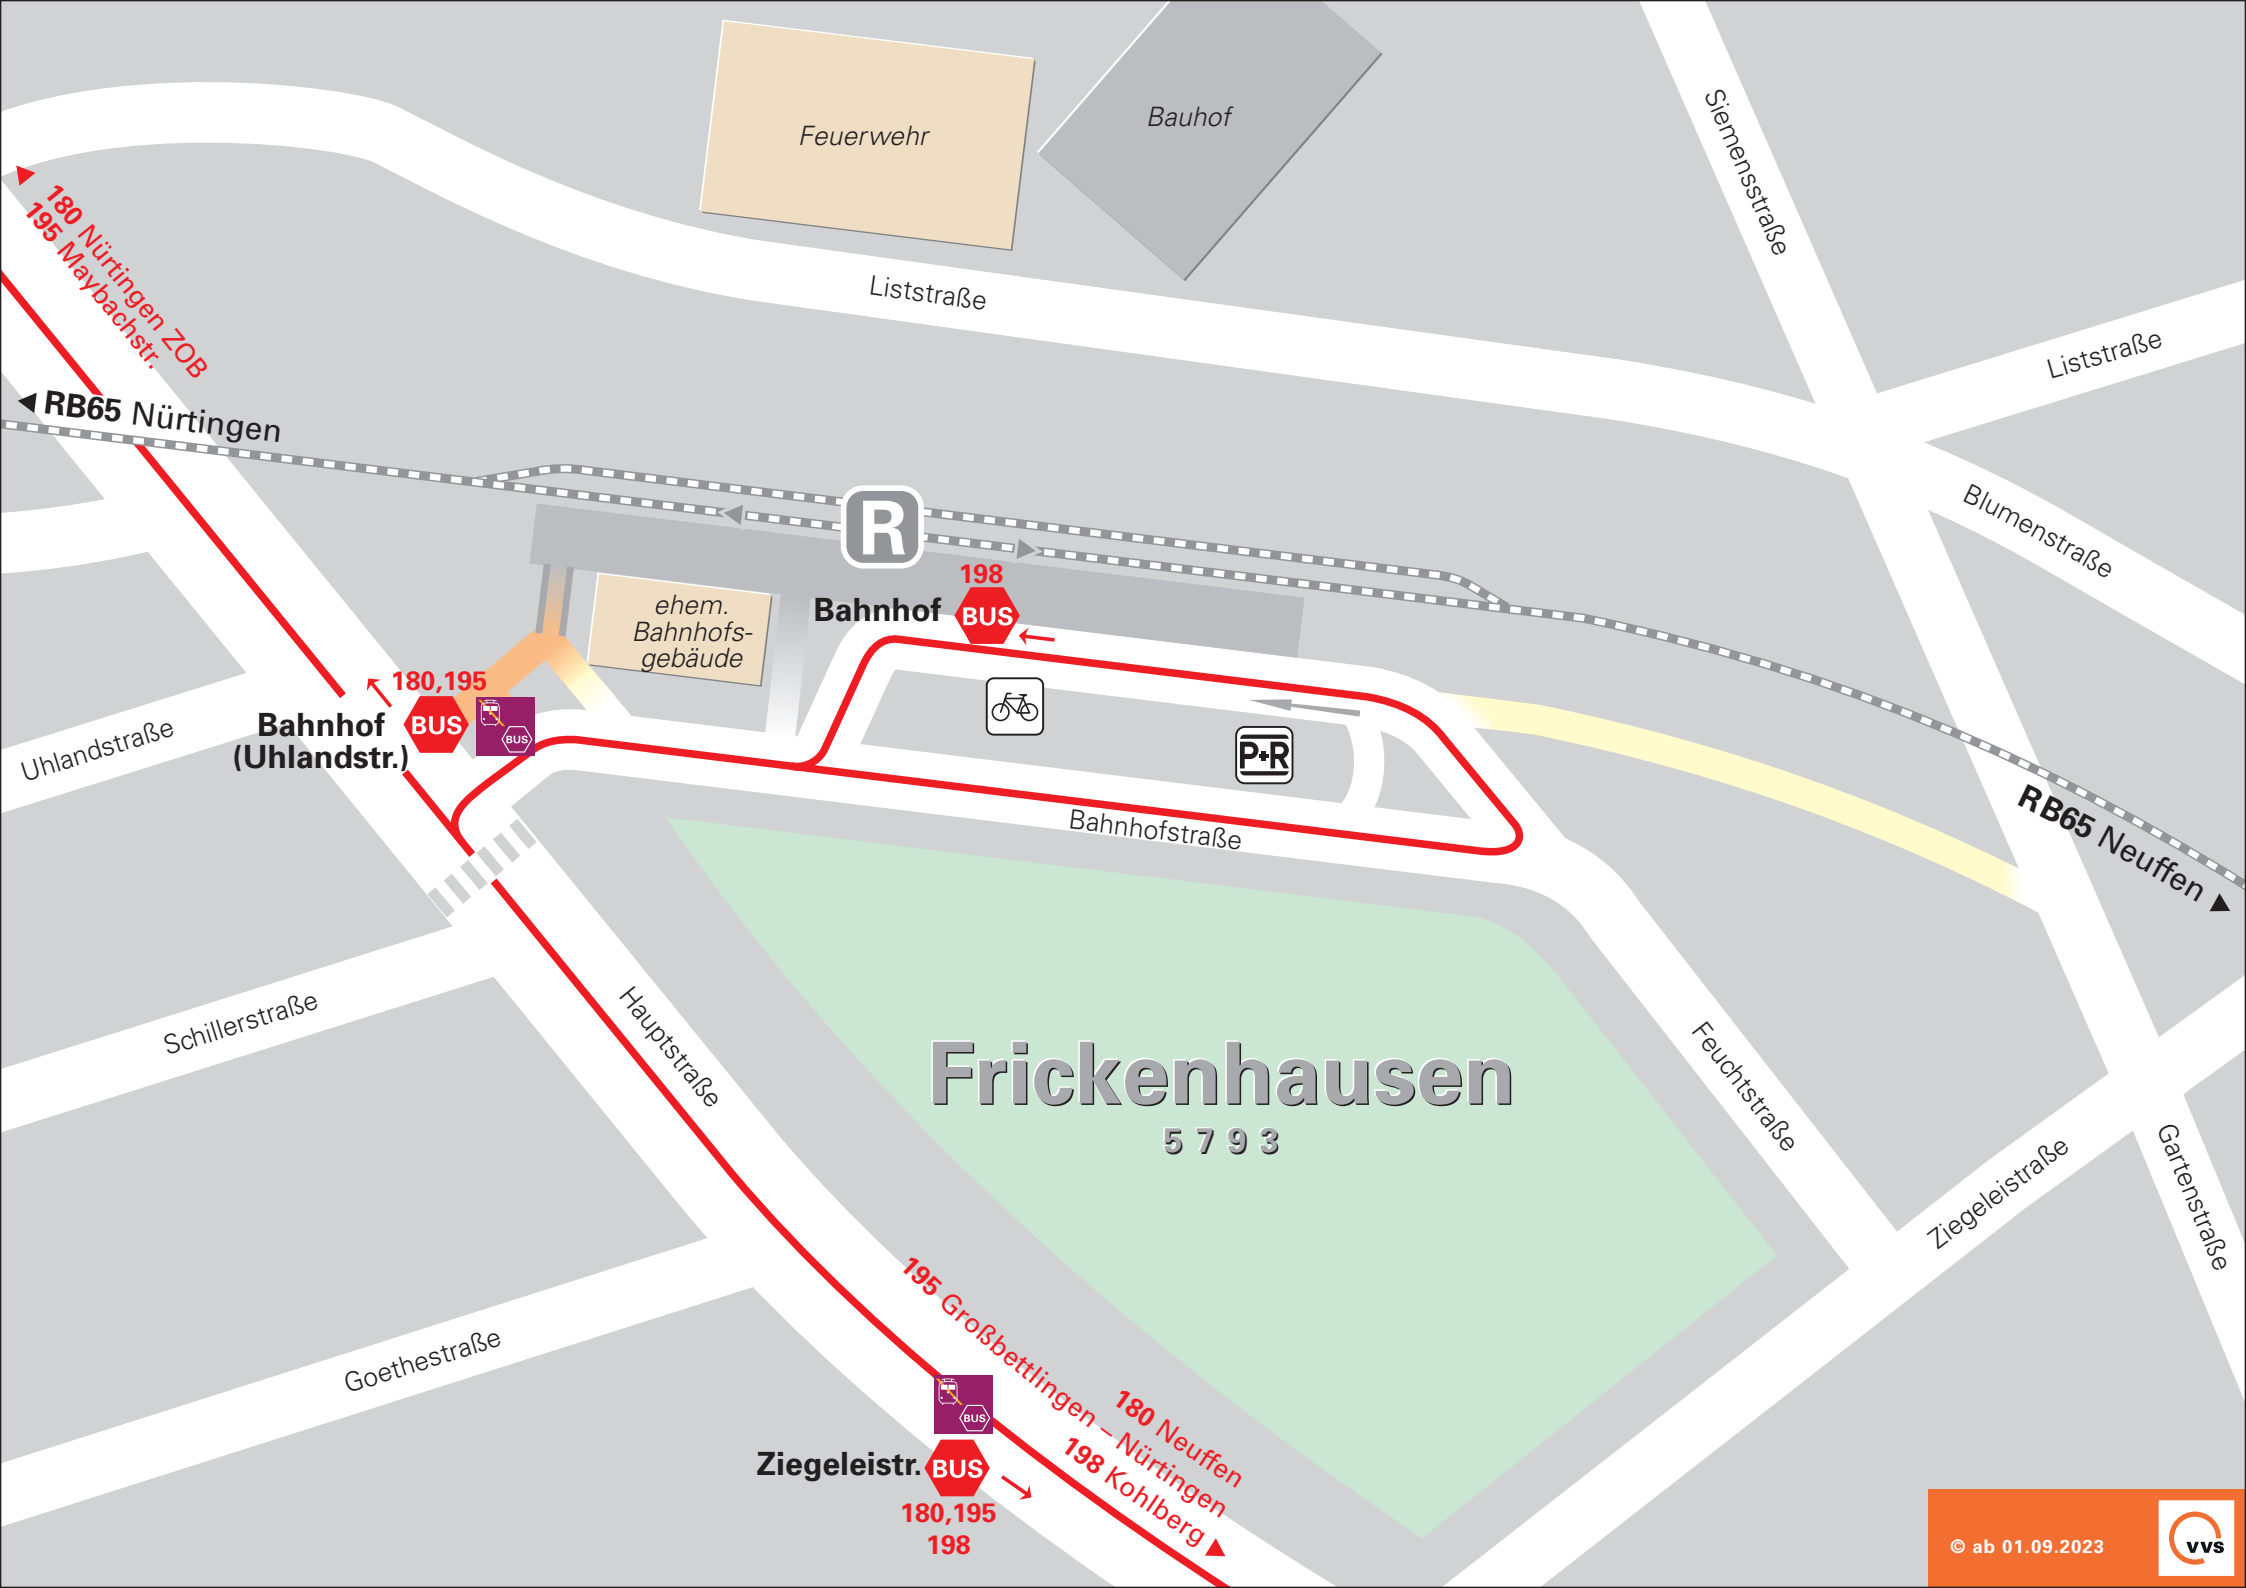 Feuerwehr
Bauhof
Siemensstraße
180 Nürtingen ZOB
195 Maybachstr.
Liststraße
Liststraße
RB65 Nürtingen
Blumenstraße
R
198
Bahnhof
BUS
ehem.
Bahnhofs-
gebäude
180,195
Bahnhof
(Uhlandstr.)
BUS
BUS
Uhlandstraße
P+R
RB65 Neuffen
Bahnhofstraße
Schillerstraße
Hauptstraße
Frickenhausen
5793
Feuchtstraße
Ziegeleistraße
Gartenstraße
Goethestraße
195 Großbettlingen – Nürtingen
180 Neuffen
198 Kohlberg
BUS
Ziegeleistr.
BUS
180,195
198
© ab 01.09.2023
vvs